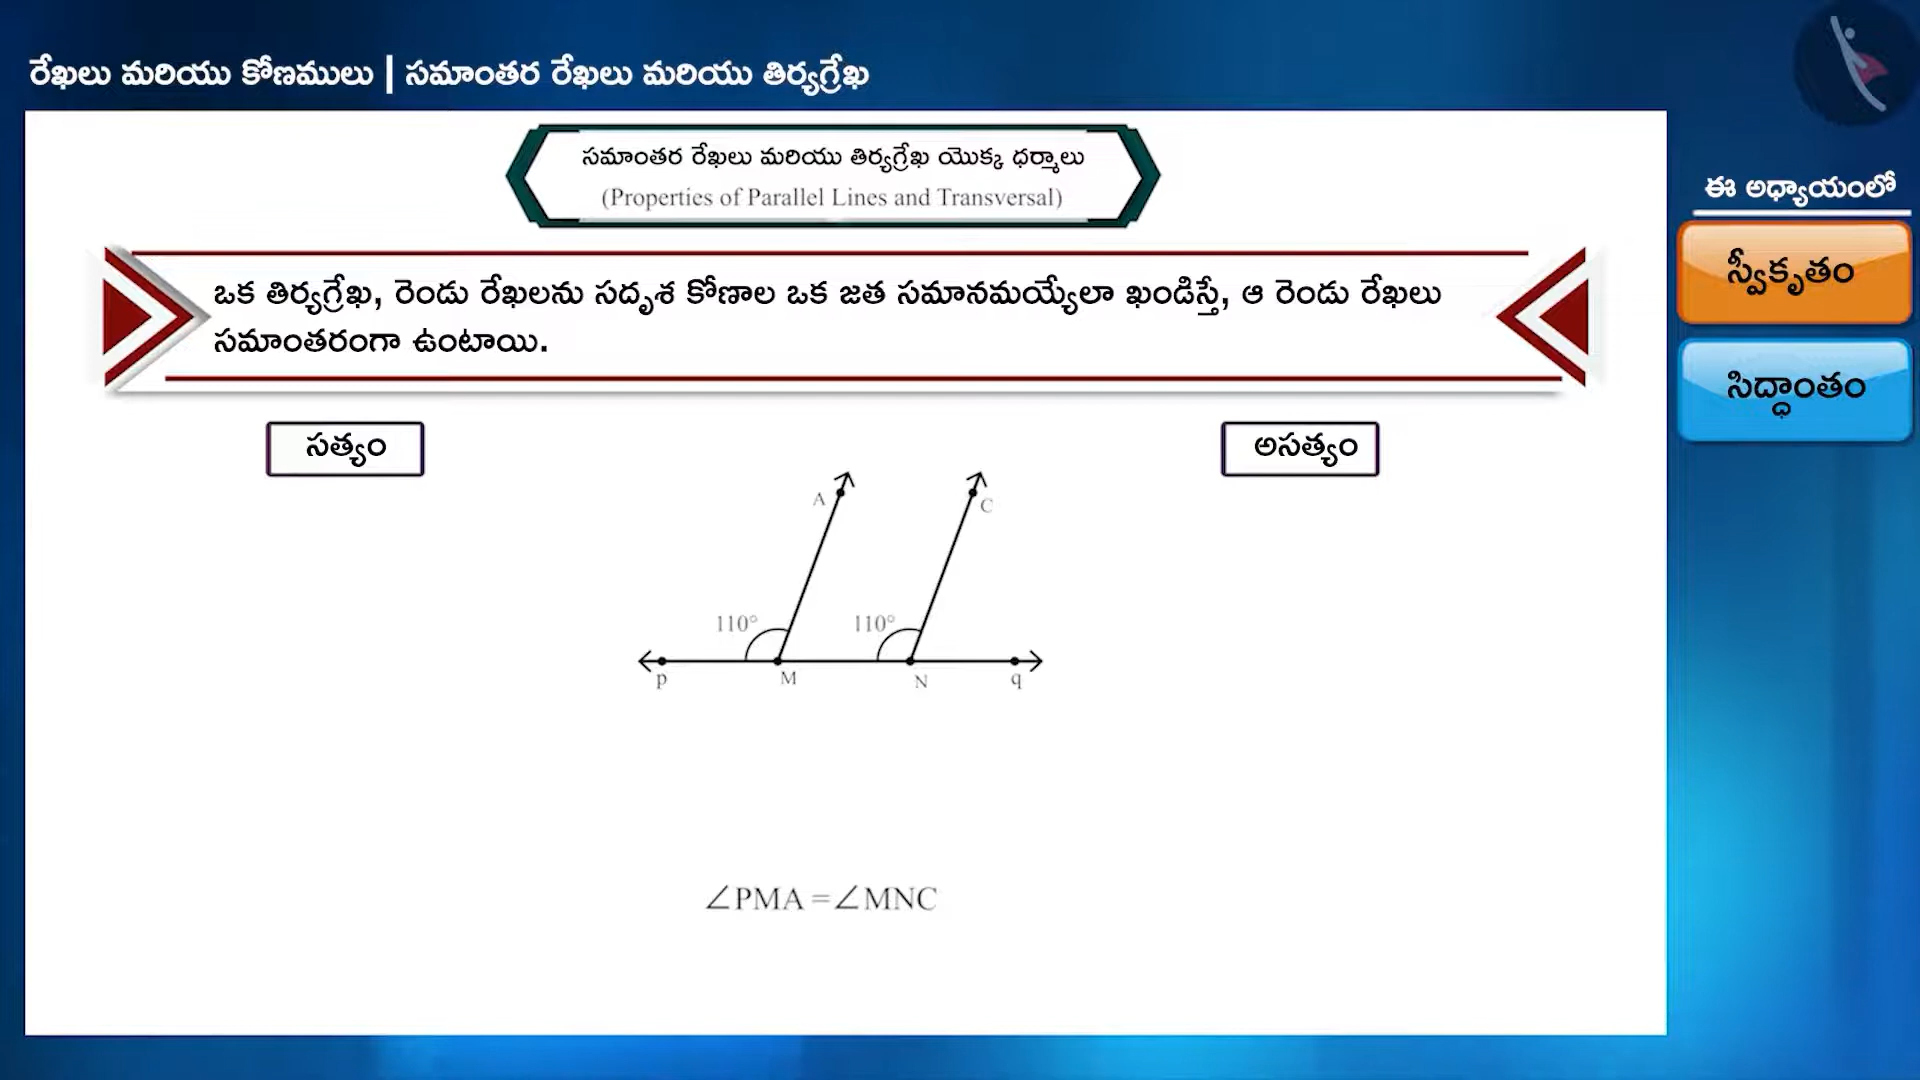 రేఖలు మరియు కోణములు | సమాంతర రేఖలు మరియు తిర్యగ్రేఖ
సమాంతర రేఖలు మరియు తిర్యగ్రేఖ యొక్క ధర్మాలు
(Properties of Parallel Lines and Transversal)
ఈ అధ్యాయంలో
స్వీకృతం
సిద్ధాంతం
ఒక తిర్యగ్రేఖ, రెండు రేఖలను సదృశ కోణాల ఒక జత సమానమయ్యేలా ఖండిస్తే, ఆ రెండు రేఖలు
సమాంతరంగా ఉంటాయి.
సత్యం
అసత్యం
A
C
110°
110°
p
M
N
q
∠PMA = ∠MNC